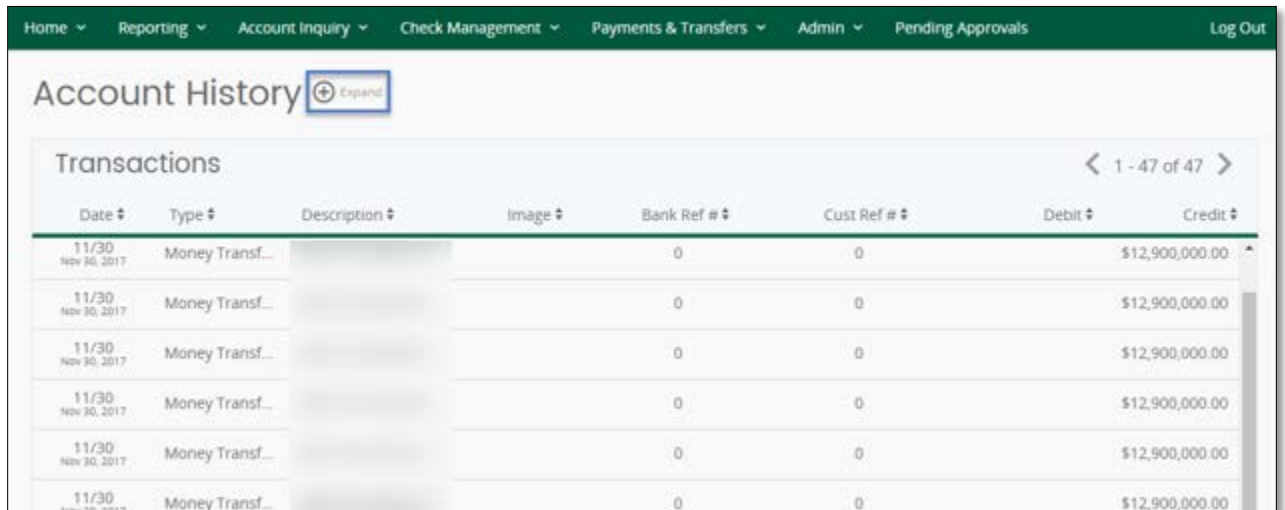 Home Reporting Account Inquiry Check Management Payments & Transfers Admin Pending Approvals Log Out
Account History Expand
Transactions 1 - 47 of 47
Date Type Description Image Bank Ref # Cust Ref # Debit Credit
11/30 Money Transf... 0 0 $12,900,000.00
Nov 30, 2017
11/30 Money Transf... 0 0 $12,900,000.00
Nov 30, 2017
11/30 Money Transf... 0 0 $12,900,000.00
Nov 30, 2017
11/30 Money Transf... 0 0 $12,900,000.00
Nov 30, 2017
11/30 Money Transf... 0 0 $12,900,000.00
Nov 30, 2017
11/30 Money Transf... 0 0 $12,900,000.00